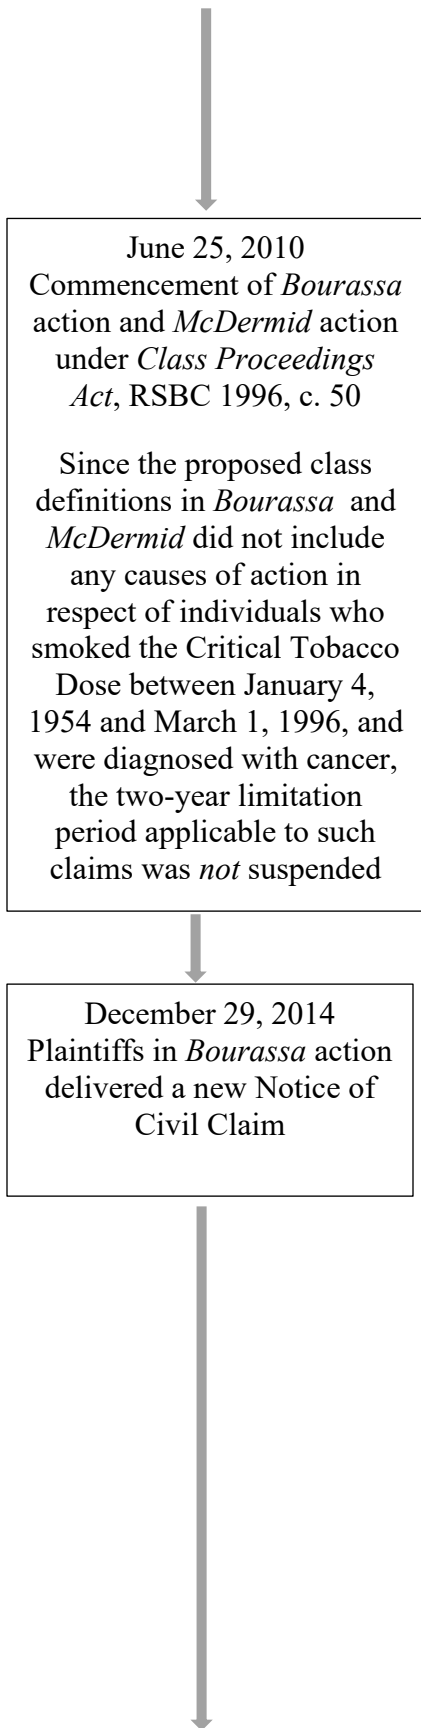 June 25, 2010
Commencement of Bourassa
action and McDermid action
under Class Proceedings
Act, RSBC 1996, c. 50
Since the proposed class
definitions in Bourassa and
McDermid did not include
any causes of action in
respect of individuals who
smoked the Critical Tobacco
Dose between January 4,
1954 and March 1, 1996, and
were diagnosed with cancer,
the two-year limitation
period applicable to such
claims was not suspended
December 29, 2014
Plaintiffs in Bourassa action
delivered a new Notice of
Civil Claim